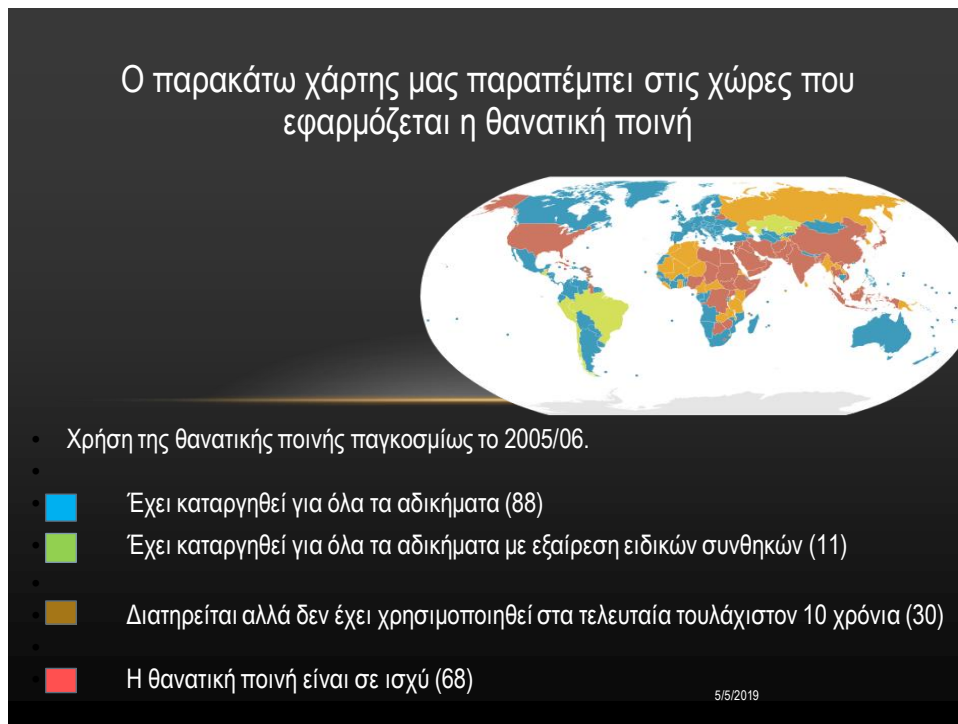 Ο παρακάτω χάρτης μας παραπέμπει στις χώρες που
εφαρμόζεται η θανατική ποινή
• Χρήση της θανατικής ποινής παγκοσμίως το 2005/06.
•
• Έχει καταργηθεί για όλα τα αδικήματα (88)
Έχει καταργηθεί για όλα τα αδικήματα με εξαίρεση ειδικών συνθηκών (11)
•
• Διατηρείται αλλά δεν έχει χρησιμοποιηθεί στα τελευταία τουλάχιστον 10 χρόνια (30)
•
• Η θανατική ποινή είναι σε ισχύ (68)
5/5/2019